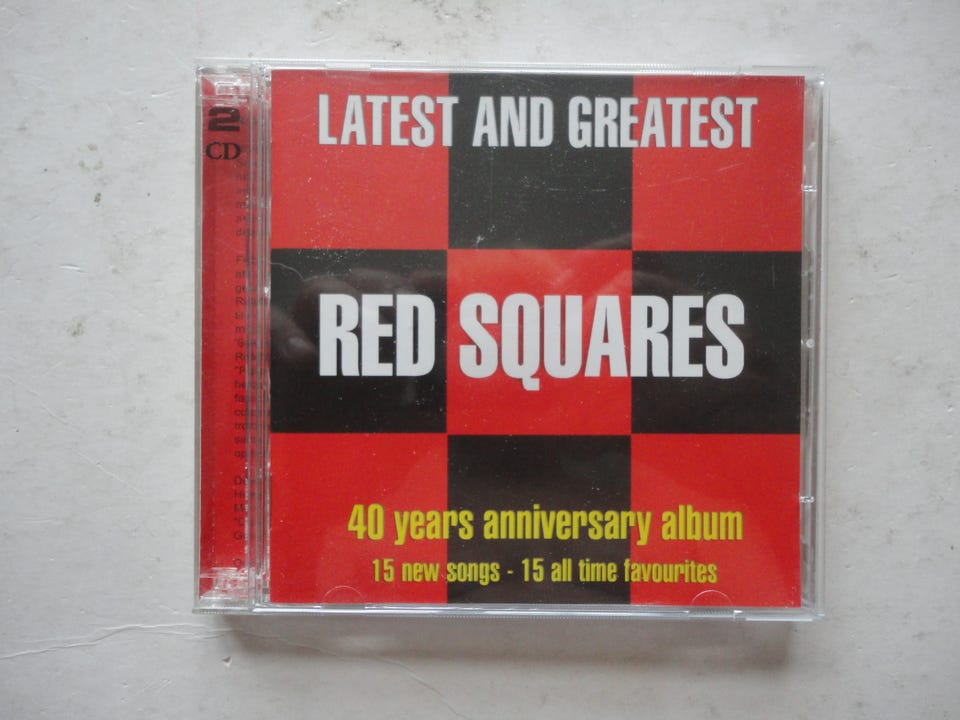 2
CD
LATEST AND GREATEST
RED SQUARES
40 years anniversary album
15 new songs - 15 all time favourites